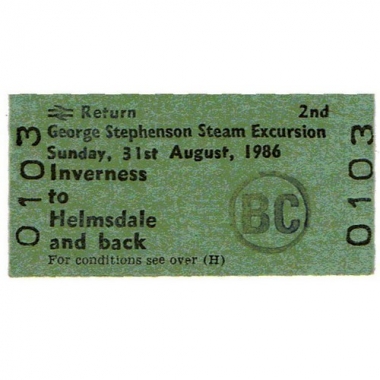 Return 2nd
George Stephenson Steam Excursion
Sunday, 31st August, 1986
Inverness
to
Helmsdale
and back
For conditions see over (H)
BC
0103
0103